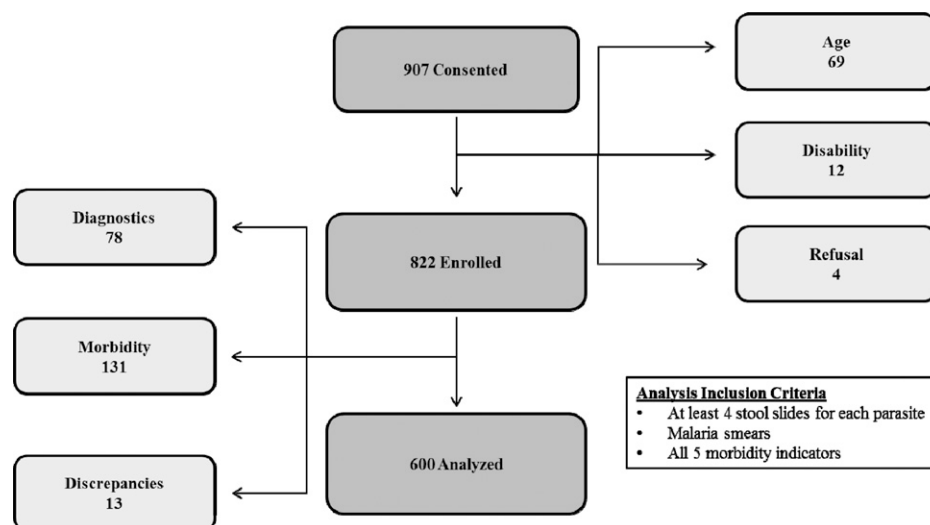 907 Consented
Age
69
Disability
12
Refusal
4
822 Enrolled
Diagnostics
78
Morbidity
131
Discrepancies
13
600 Analyzed
Analysis Inclusion Criteria
• At least 4 stool slides for each parasite
• Malaria smears
• All 5 morbidity indicators